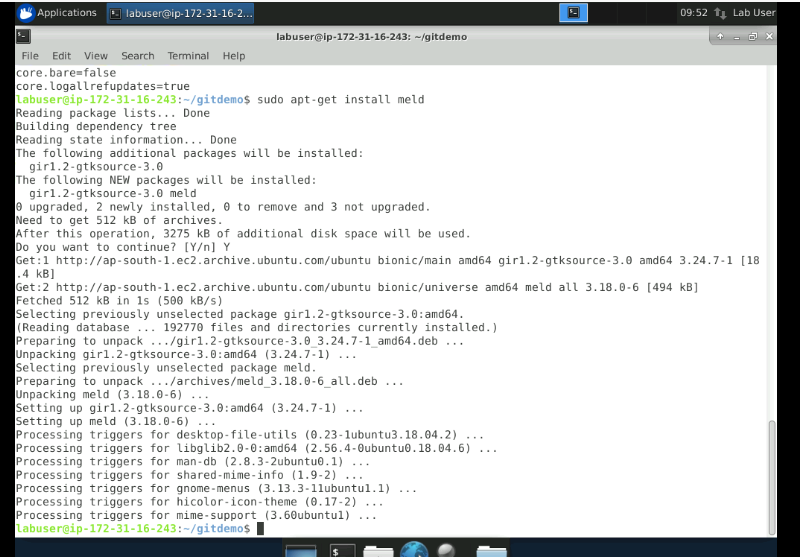 Applications
labuser@ip-172-31-16-2...
09:52
Lab User
labuser@ip-172-31-16-243: ~/gitdemo
File Edit View Search Terminal Help
core.bare=false
core.logallrefupdates=true
labuser@ip-172-31-16-243:~/gitdemo$ sudo apt-get install meld
Reading package lists... Done
Building dependency tree
Reading state information... Done
The following additional packages will be installed:
  gir1.2-gtksource-3.0
The following NEW packages will be installed:
  gir1.2-gtksource-3.0 meld
0 upgraded, 2 newly installed, 0 to remove and 3 not upgraded.
Need to get 512 kB of archives.
After this operation, 3275 kB of additional disk space will be used.
Do you want to continue? [Y/n] Y
Get:1 http://ap-south-1.ec2.archive.ubuntu.com/ubuntu bionic/main amd64 gir1.2-gtksource-3.0 amd64 3.24.7-1 [18
.4 kB]
Get:2 http://ap-south-1.ec2.archive.ubuntu.com/ubuntu bionic/universe amd64 meld all 3.18.0-6 [494 kB]
Fetched 512 kB in 1s (500 kB/s)
Selecting previously unselected package gir1.2-gtksource-3.0:amd64.
(Reading database ... 192770 files and directories currently installed.)
Preparing to unpack .../gir1.2-gtksource-3.0_3.24.7-1_amd64.deb ...
Unpacking gir1.2-gtksource-3.0:amd64 (3.24.7-1) ...
Selecting previously unselected package meld.
Preparing to unpack .../archives/meld_3.18.0-6_all.deb ...
Unpacking meld (3.18.0-6) ...
Setting up gir1.2-gtksource-3.0:amd64 (3.24.7-1) ...
Setting up meld (3.18.0-6) ...
Processing triggers for desktop-file-utils (0.23-1ubuntu3.18.04.2) ...
Processing triggers for libglib2.0-0:amd64 (2.56.4-0ubuntu0.18.04.6) ...
Processing triggers for man-db (2.8.3-2ubuntu0.1) ...
Processing triggers for shared-mime-info (1.9-2) ...
Processing triggers for gnome-menus (3.13.3-11ubuntu1.1) ...
Processing triggers for hicolor-icon-theme (0.17-2) ...
Processing triggers for mime-support (3.60ubuntu1) ...
labuser@ip-172-31-16-243:~/gitdemo$